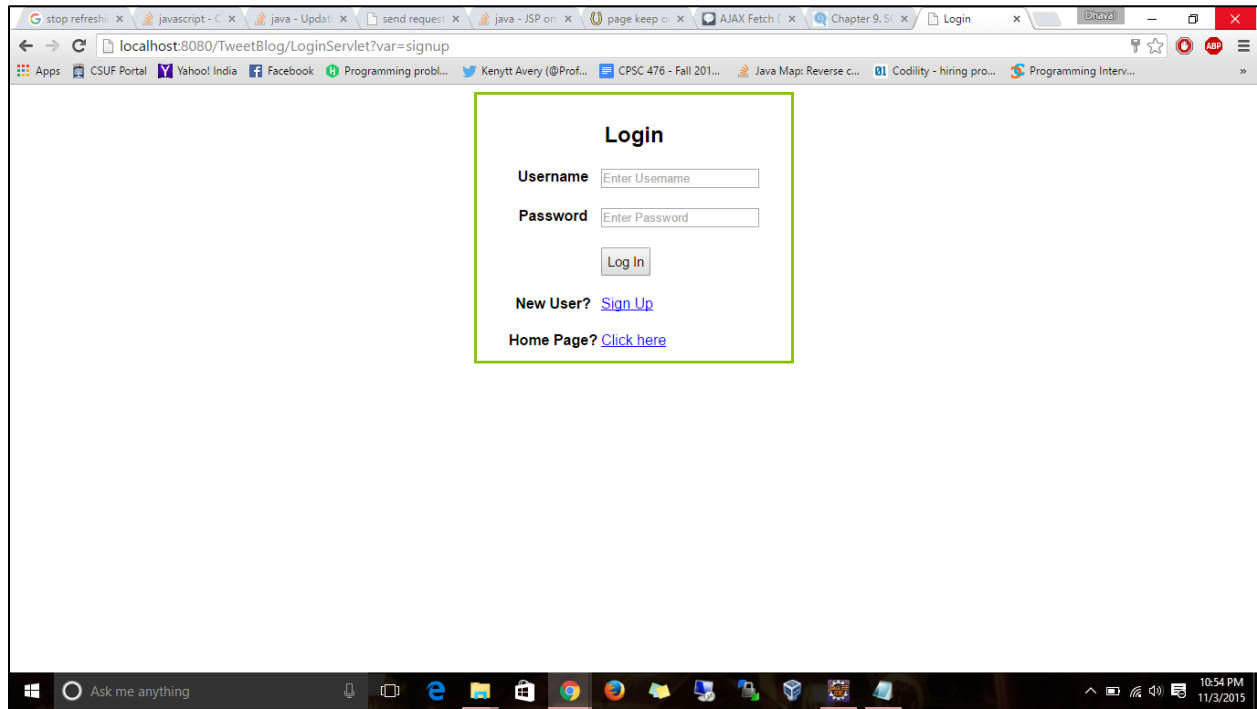 stop refreshi
javascript - C
java - Updati
send request
java - JSP on
page keep o
AJAX Fetch
Chapter 9. S
Login
Dhaval
localhost:8080/TweetBlog/LoginServlet?var=signup
ABP
Apps
CSUF Portal
Yahoo! India
Facebook
Programming probl...
Kenytt Avery (@Prof...
CPSC 476 - Fall 201...
Java Map: Reverse c...
Codility - hiring pro...
Programming Interv...
»
Login
Username
Enter Username
Password
Enter Password
Log In
New User? Sign Up
Home Page? Click here
Ask me anything
10:54 PM
11/3/2015